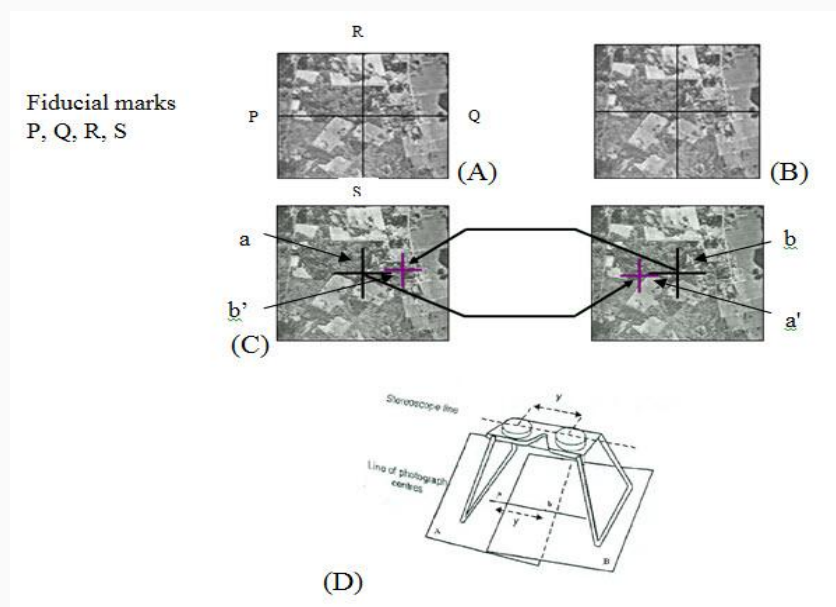 R
Fiducial marks
P, Q, R, S
P
Q
(A)
(B)
S
a
b
b’
a'
(C)
Stereoscope line
y
Line of photograph
centres
b
y
A
B
(D)